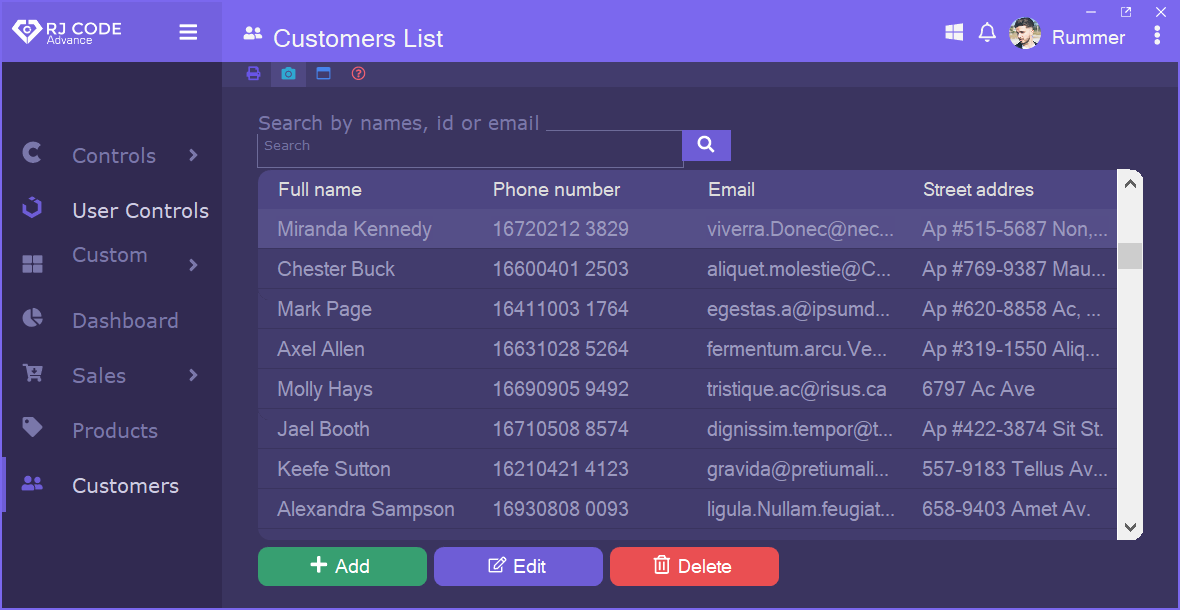 RJ CODE
Advance
Customers List
Rummer
Controls
User Controls
Custom
Dashboard
Sales
Products
Customers
Search by names, id or email
Search
Full name Phone number Email Street addres
Miranda Kennedy 16720212 3829 viverra.Donec@nec... Ap #515-5687 Non,...
Chester Buck 16600401 2503 aliquet.molestie@C... Ap #769-9387 Mau...
Mark Page 16411003 1764 egestas.a@ipsumd... Ap #620-8858 Ac, ...
Axel Allen 16631028 5264 fermentum.arcu.Ve... Ap #319-1550 Aliq...
Molly Hays 16690905 9492 tristique.ac@risus.ca 6797 Ac Ave
Jael Booth 16710508 8574 dignissim.tempor@t... Ap #422-3874 Sit St.
Keefe Sutton 16210421 4123 gravida@pretiumali... 557-9183 Tellus Av...
Alexandra Sampson 16930808 0093 ligula.Nullam.feugiat... 658-9403 Amet Av.
Add Edit Delete